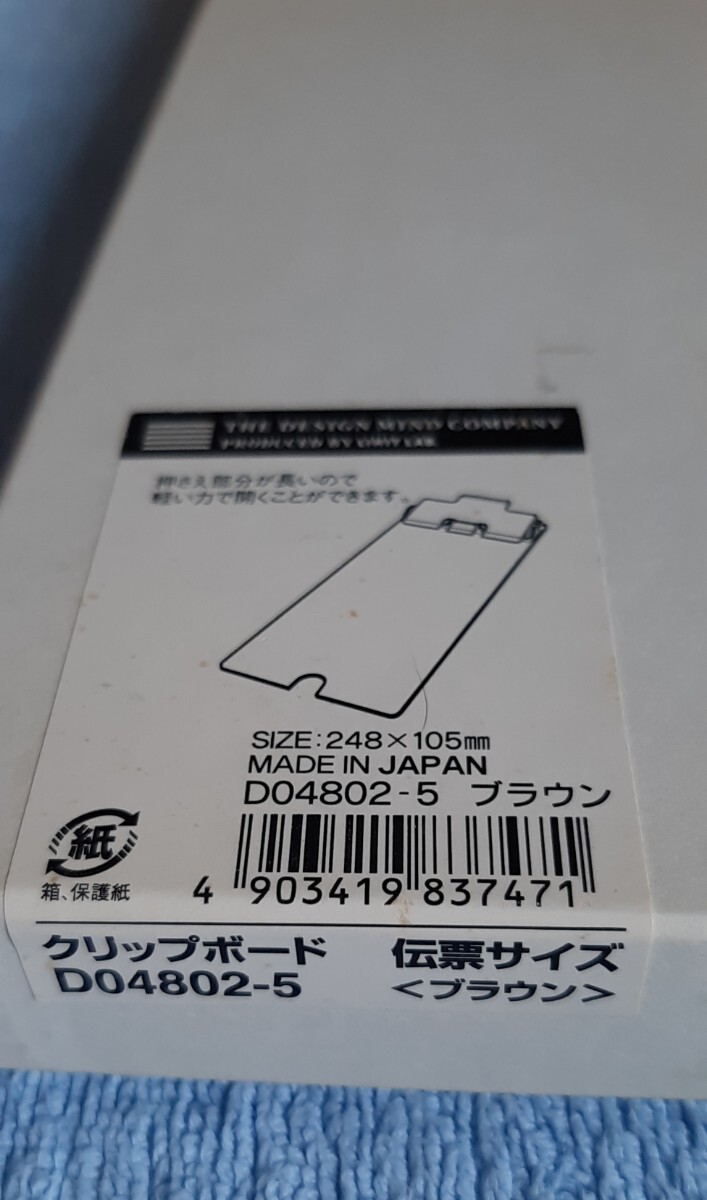 THE DESIGN MIND COMPANY
PRODUCED BY
押さえ部分が長いので
軽い力で開くことができます。
SIZE:248×105㎜
MADE IN JAPAN
D04802-5 ブラウン
紙
箱、保護紙
4 903419 837471
クリップボード 伝票サイズ
D04802-5 <ブラウン>